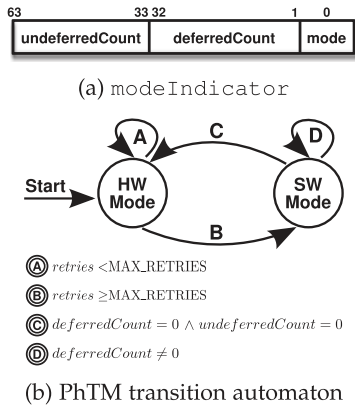 63 33 32 1 0
undeferredCount deferredCount mode
(a) modeIndicator
A C D
Start HW Mode SW Mode
B
A retries <MAX_RETRIES
B retries ≥MAX_RETRIES
C deferredCount = 0 ∧ undeferredCount = 0
D deferredCount ≠ 0
(b) PhTM transition automaton